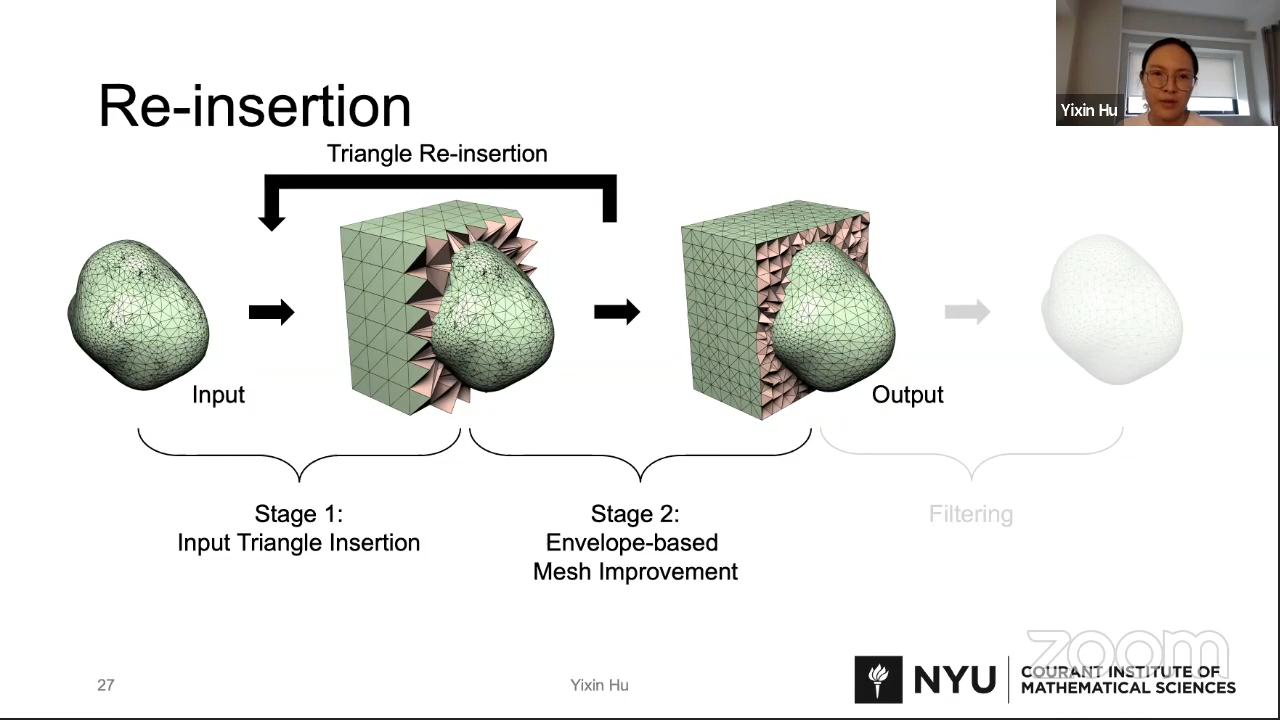 Yixin Hu
Re-insertion
Triangle Re-insertion
Input
Output
Stage 1:
Input Triangle Insertion
Stage 2:
Envelope-based
Mesh Improvement
Filtering
27
Yixin Hu
NYU
COURANT INSTITUTE OF
MATHEMATICAL SCIENCES
zoom